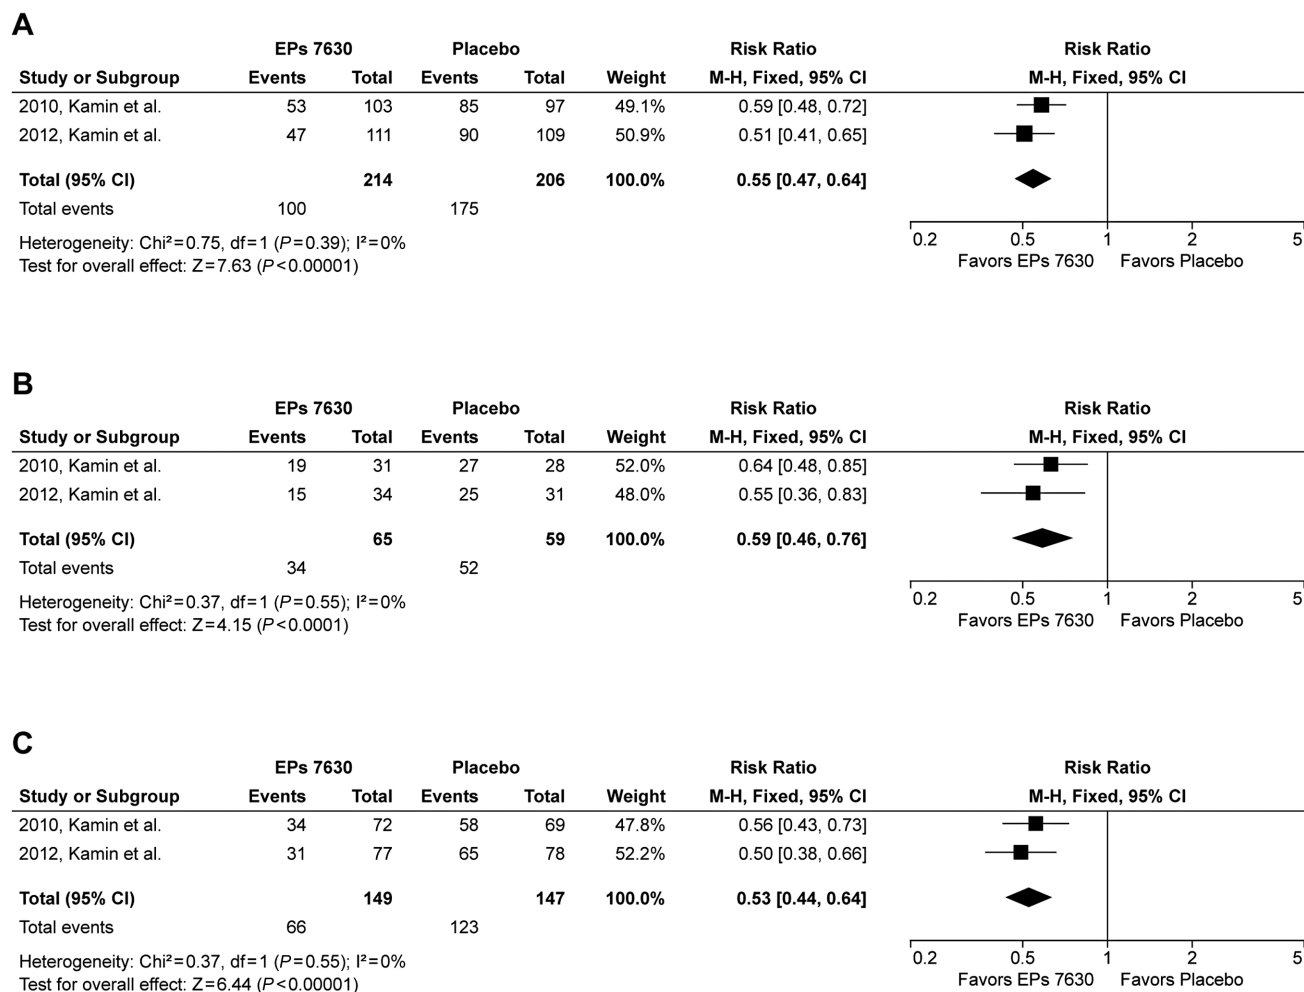 A
EPs 7630 Placebo Risk Ratio Risk Ratio
Study or Subgroup Events Total Events Total Weight M-H, Fixed, 95% CI M-H, Fixed, 95% CI
2010, Kamin et al. 53 103 85 97 49.1% 0.59 [0.48, 0.72]
2012, Kamin et al. 47 111 90 109 50.9% 0.51 [0.41, 0.65]
Total (95% CI) 214 206 100.0% 0.55 [0.47, 0.64]
Total events 100 175
Heterogeneity: Chi²=0.75, df=1 (P=0.39); I²=0%
Test for overall effect: Z=7.63 (P<0.00001)
0.2 0.5 1 2 5
Favors EPs 7630 Favors Placebo
B
EPs 7630 Placebo Risk Ratio Risk Ratio
Study or Subgroup Events Total Events Total Weight M-H, Fixed, 95% CI M-H, Fixed, 95% CI
2010, Kamin et al. 19 31 27 28 52.0% 0.64 [0.48, 0.85]
2012, Kamin et al. 15 34 25 31 48.0% 0.55 [0.36, 0.83]
Total (95% CI) 65 59 100.0% 0.59 [0.46, 0.76]
Total events 34 52
Heterogeneity: Chi²=0.37, df=1 (P=0.55); I²=0%
Test for overall effect: Z=4.15 (P<0.0001)
0.2 0.5 1 2 5
Favors EPs 7630 Favors Placebo
C
EPs 7630 Placebo Risk Ratio Risk Ratio
Study or Subgroup Events Total Events Total Weight M-H, Fixed, 95% CI M-H, Fixed, 95% CI
2010, Kamin et al. 34 72 58 69 47.8% 0.56 [0.43, 0.73]
2012, Kamin et al. 31 77 65 78 52.2% 0.50 [0.38, 0.66]
Total (95% CI) 149 147 100.0% 0.53 [0.44, 0.64]
Total events 66 123
Heterogeneity: Chi²=0.37, df=1 (P=0.55); I²=0%
Test for overall effect: Z=6.44 (P<0.00001)
0.2 0.5 1 2 5
Favors EPs 7630 Favors Placebo